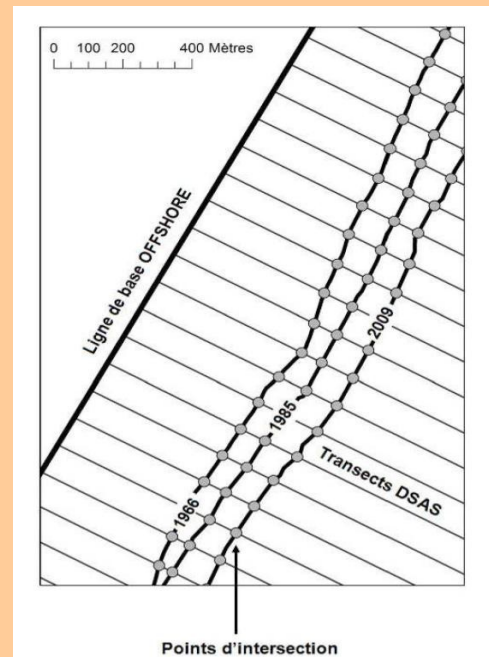 0 100 200 400 Mètres
Ligne de base OFFSHORE
2009
1985
Transects DSAS
1966
Points d'intersection